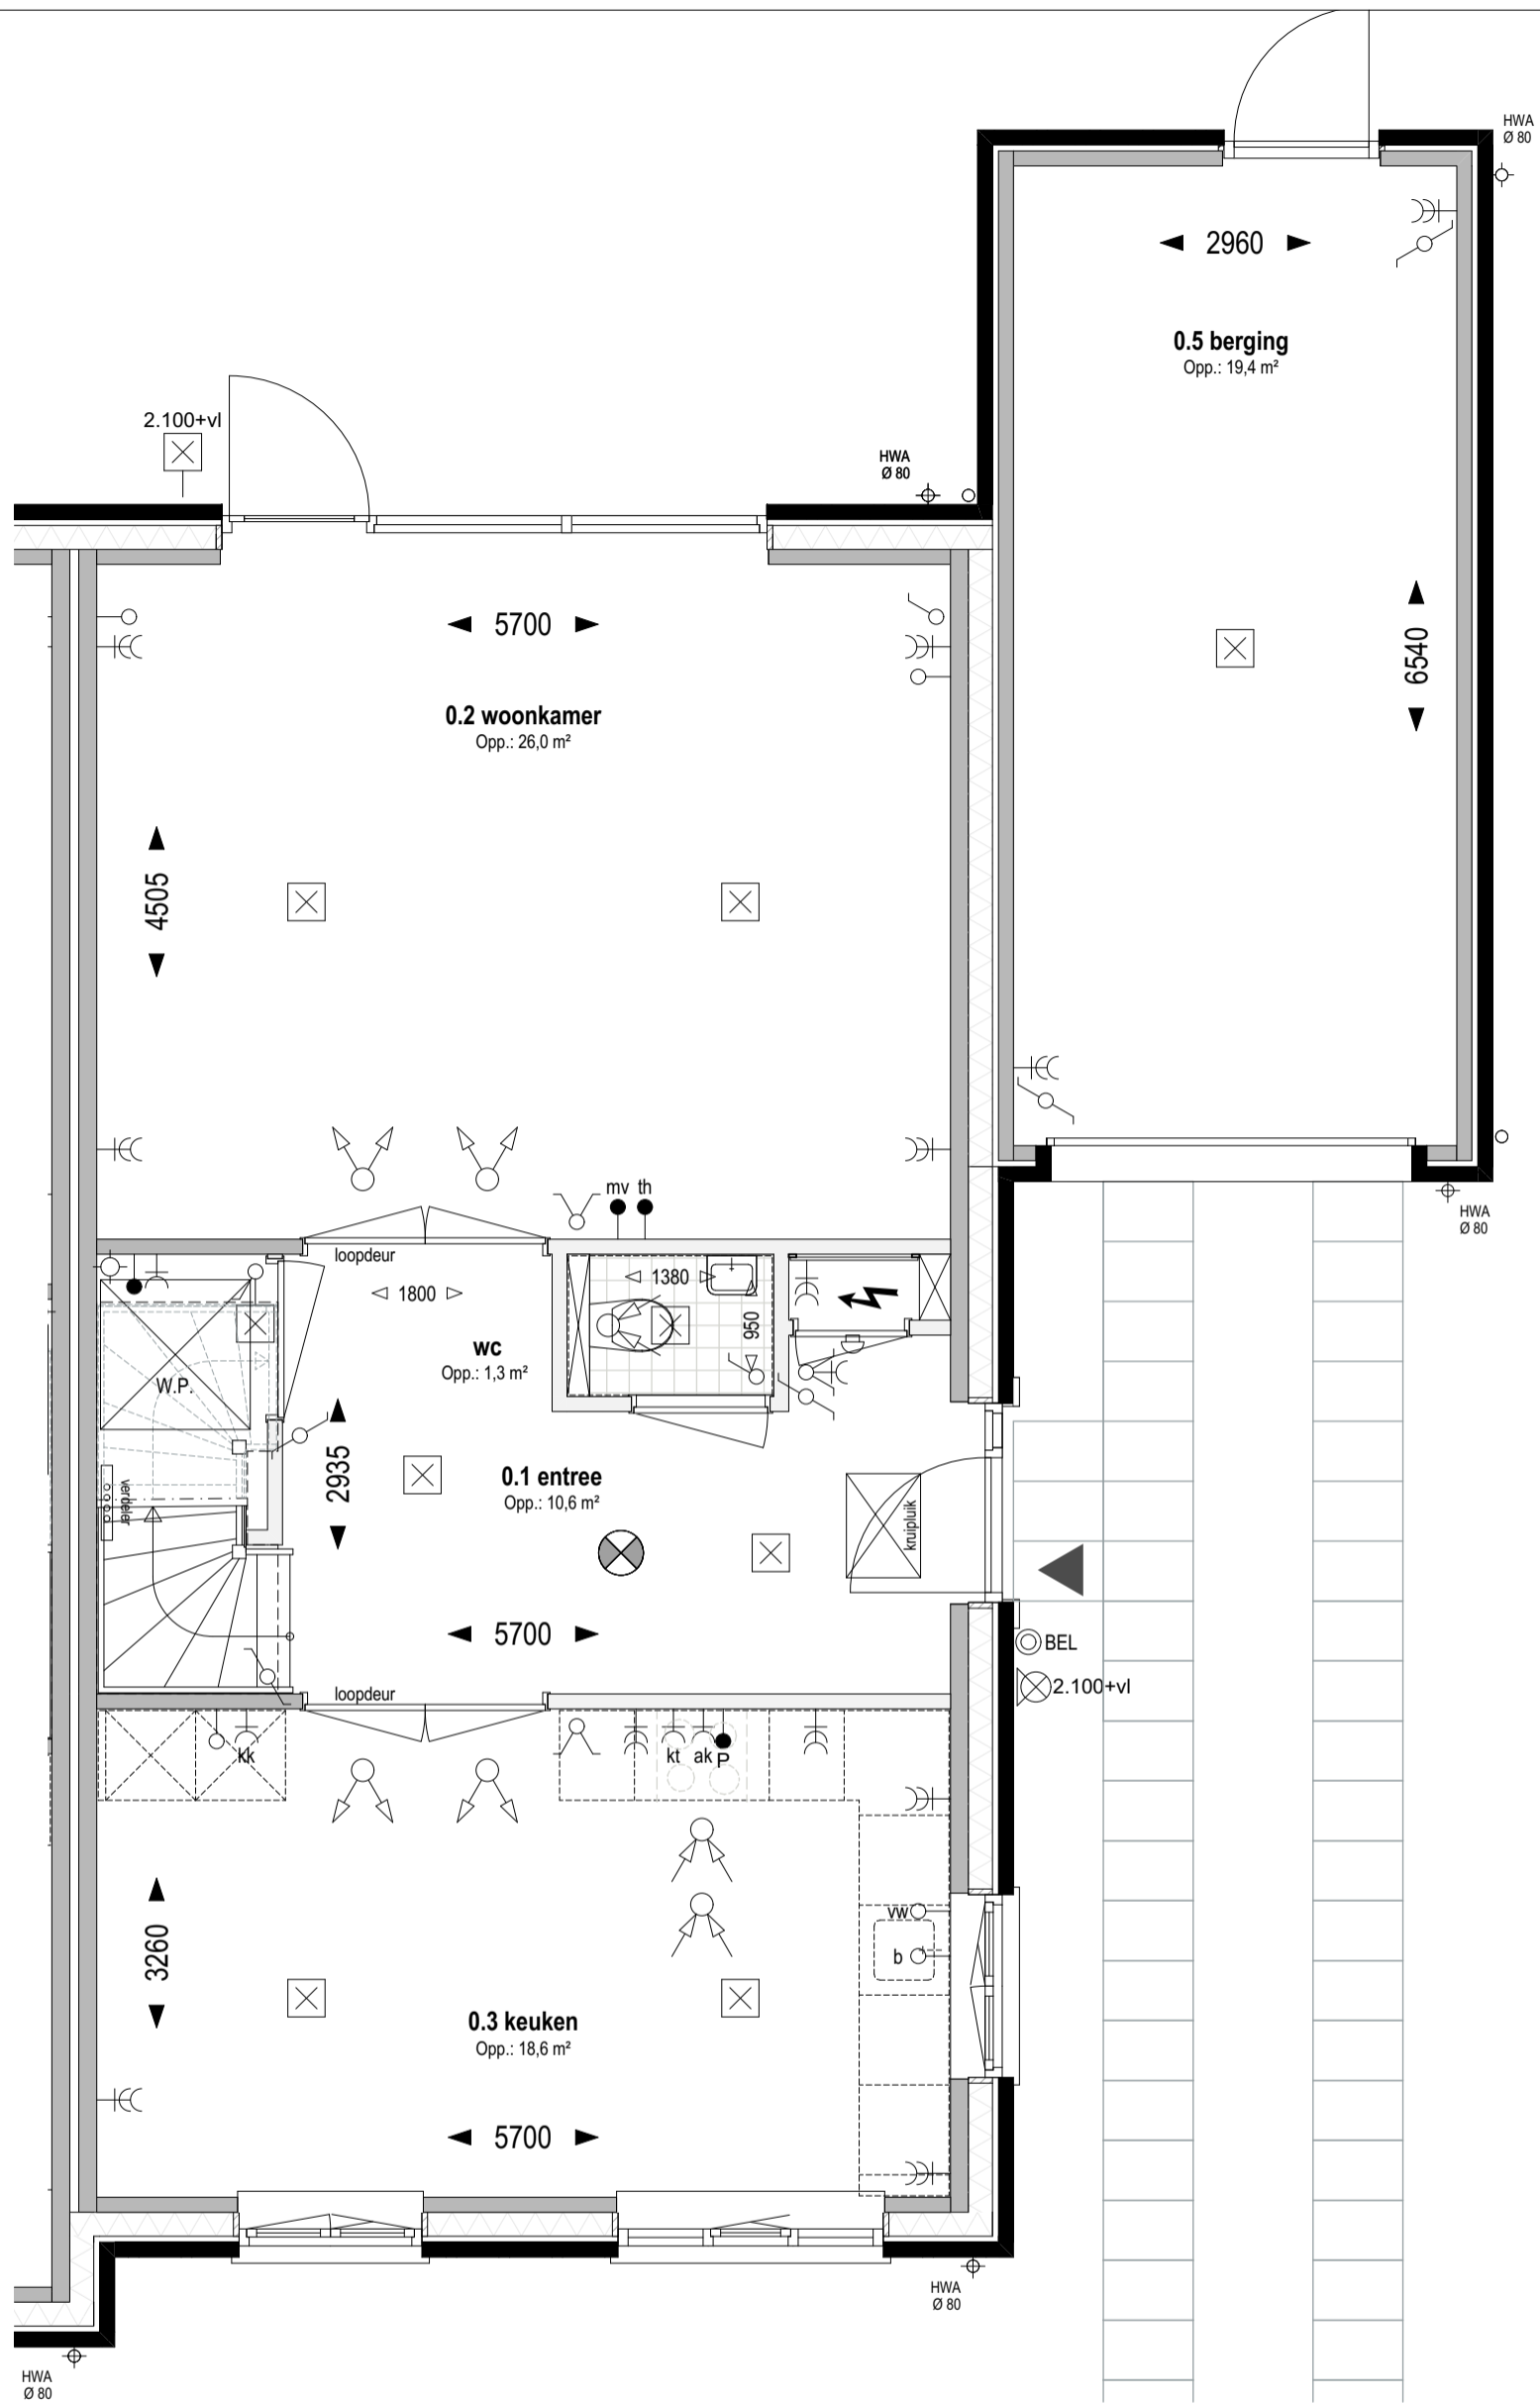 HWA
Ø 80
2960
0.5 berging
Opp.: 19,4 m²
2.100+vl
HWA
Ø 80
5700
6540
0.2 woonkamer
Opp.: 26,0 m²
4505
mv th
loopdeur
1800
1380
950
wc
Opp.: 1,3 m²
W.P.
2935
0.1 entree
Opp.: 10,6 m²
verdeler
kruipluik
5700
BEL
2.100+vl
loopdeur
HWA
Ø 80
kk
kt ak P
vw
b
3260
0.3 keuken
Opp.: 18,6 m²
5700
HWA
Ø 80
HWA
Ø 80